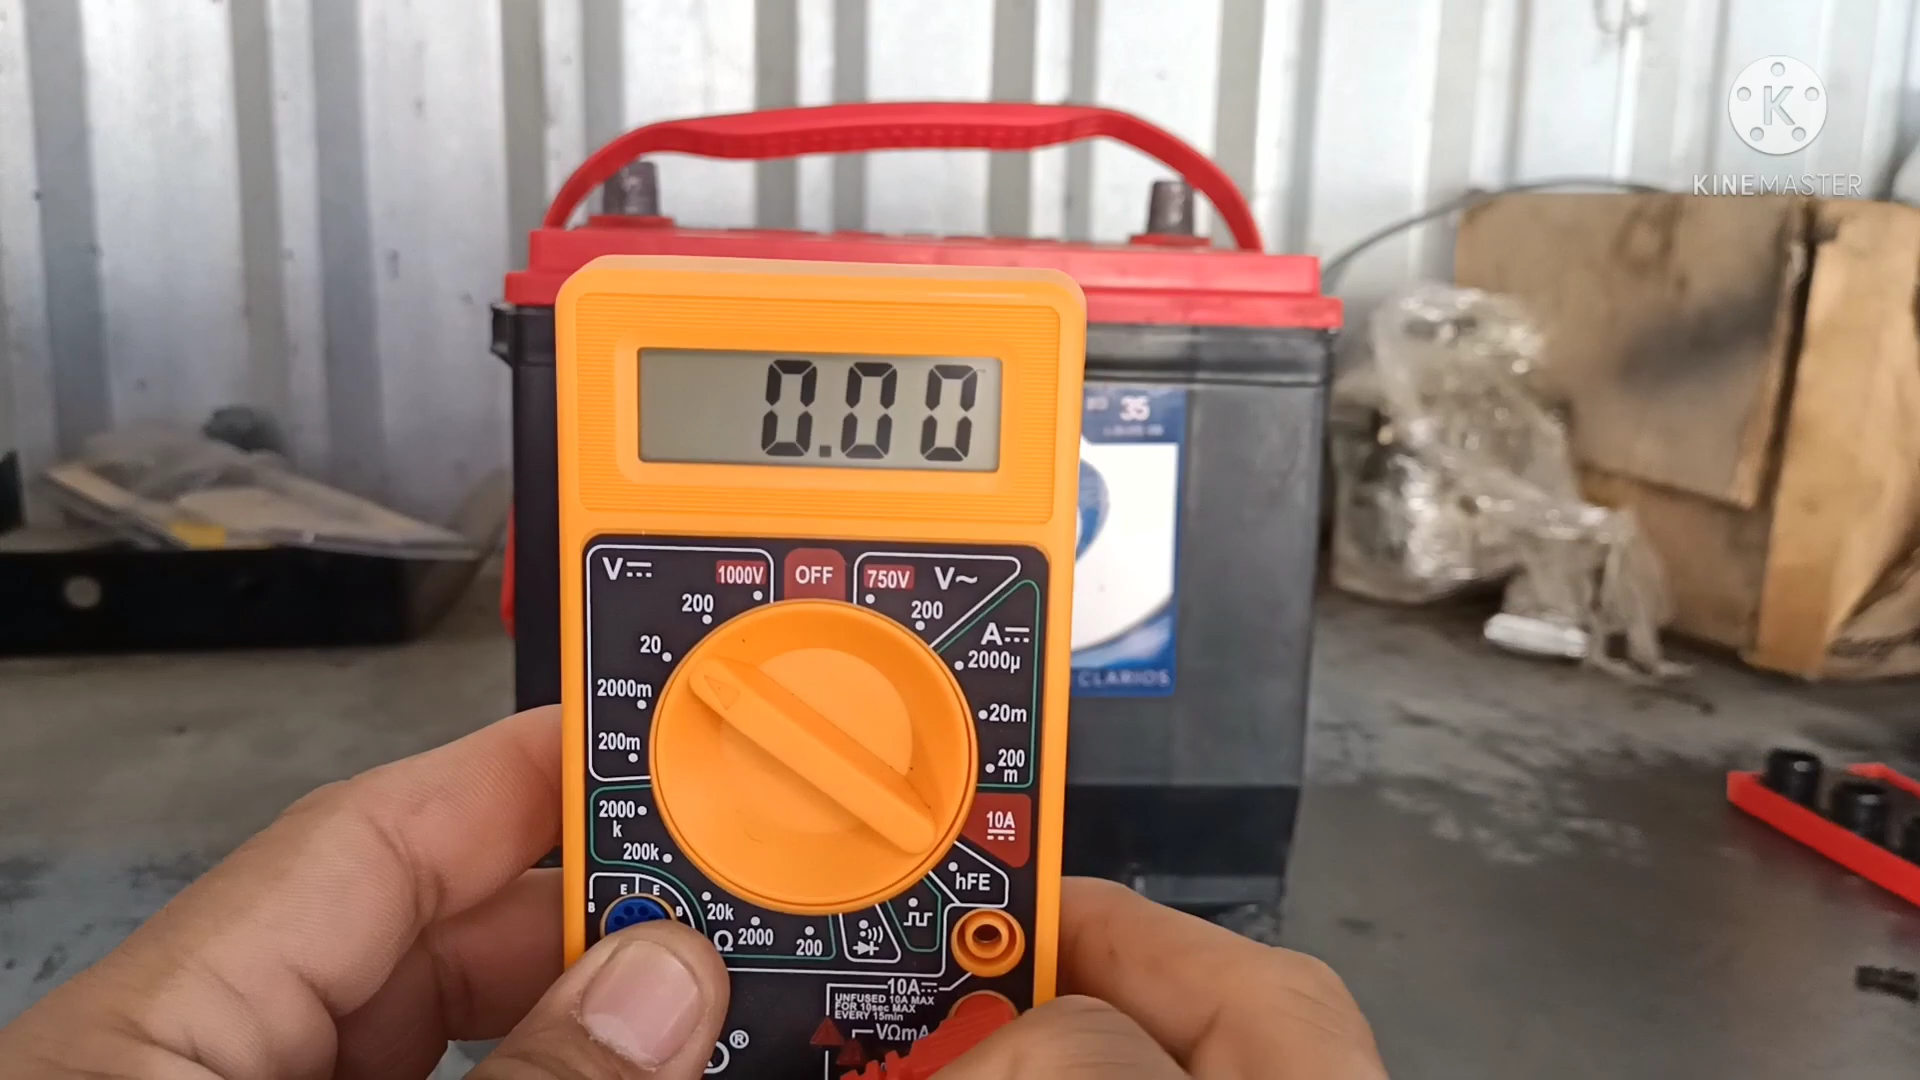 KINEMASTER
0.00
35
V
1000V
OFF
750V
V~
200
200
20
A
2000µ
2000m
20m
200m
200
m
2000
k
10A
200k
hFE
E E
B B
20k
Ω
2000
200
10A
UNFUSED 10A MAX
FOR 10sec MAX
EVERY 15min
VΩmA
®
CLARIOS